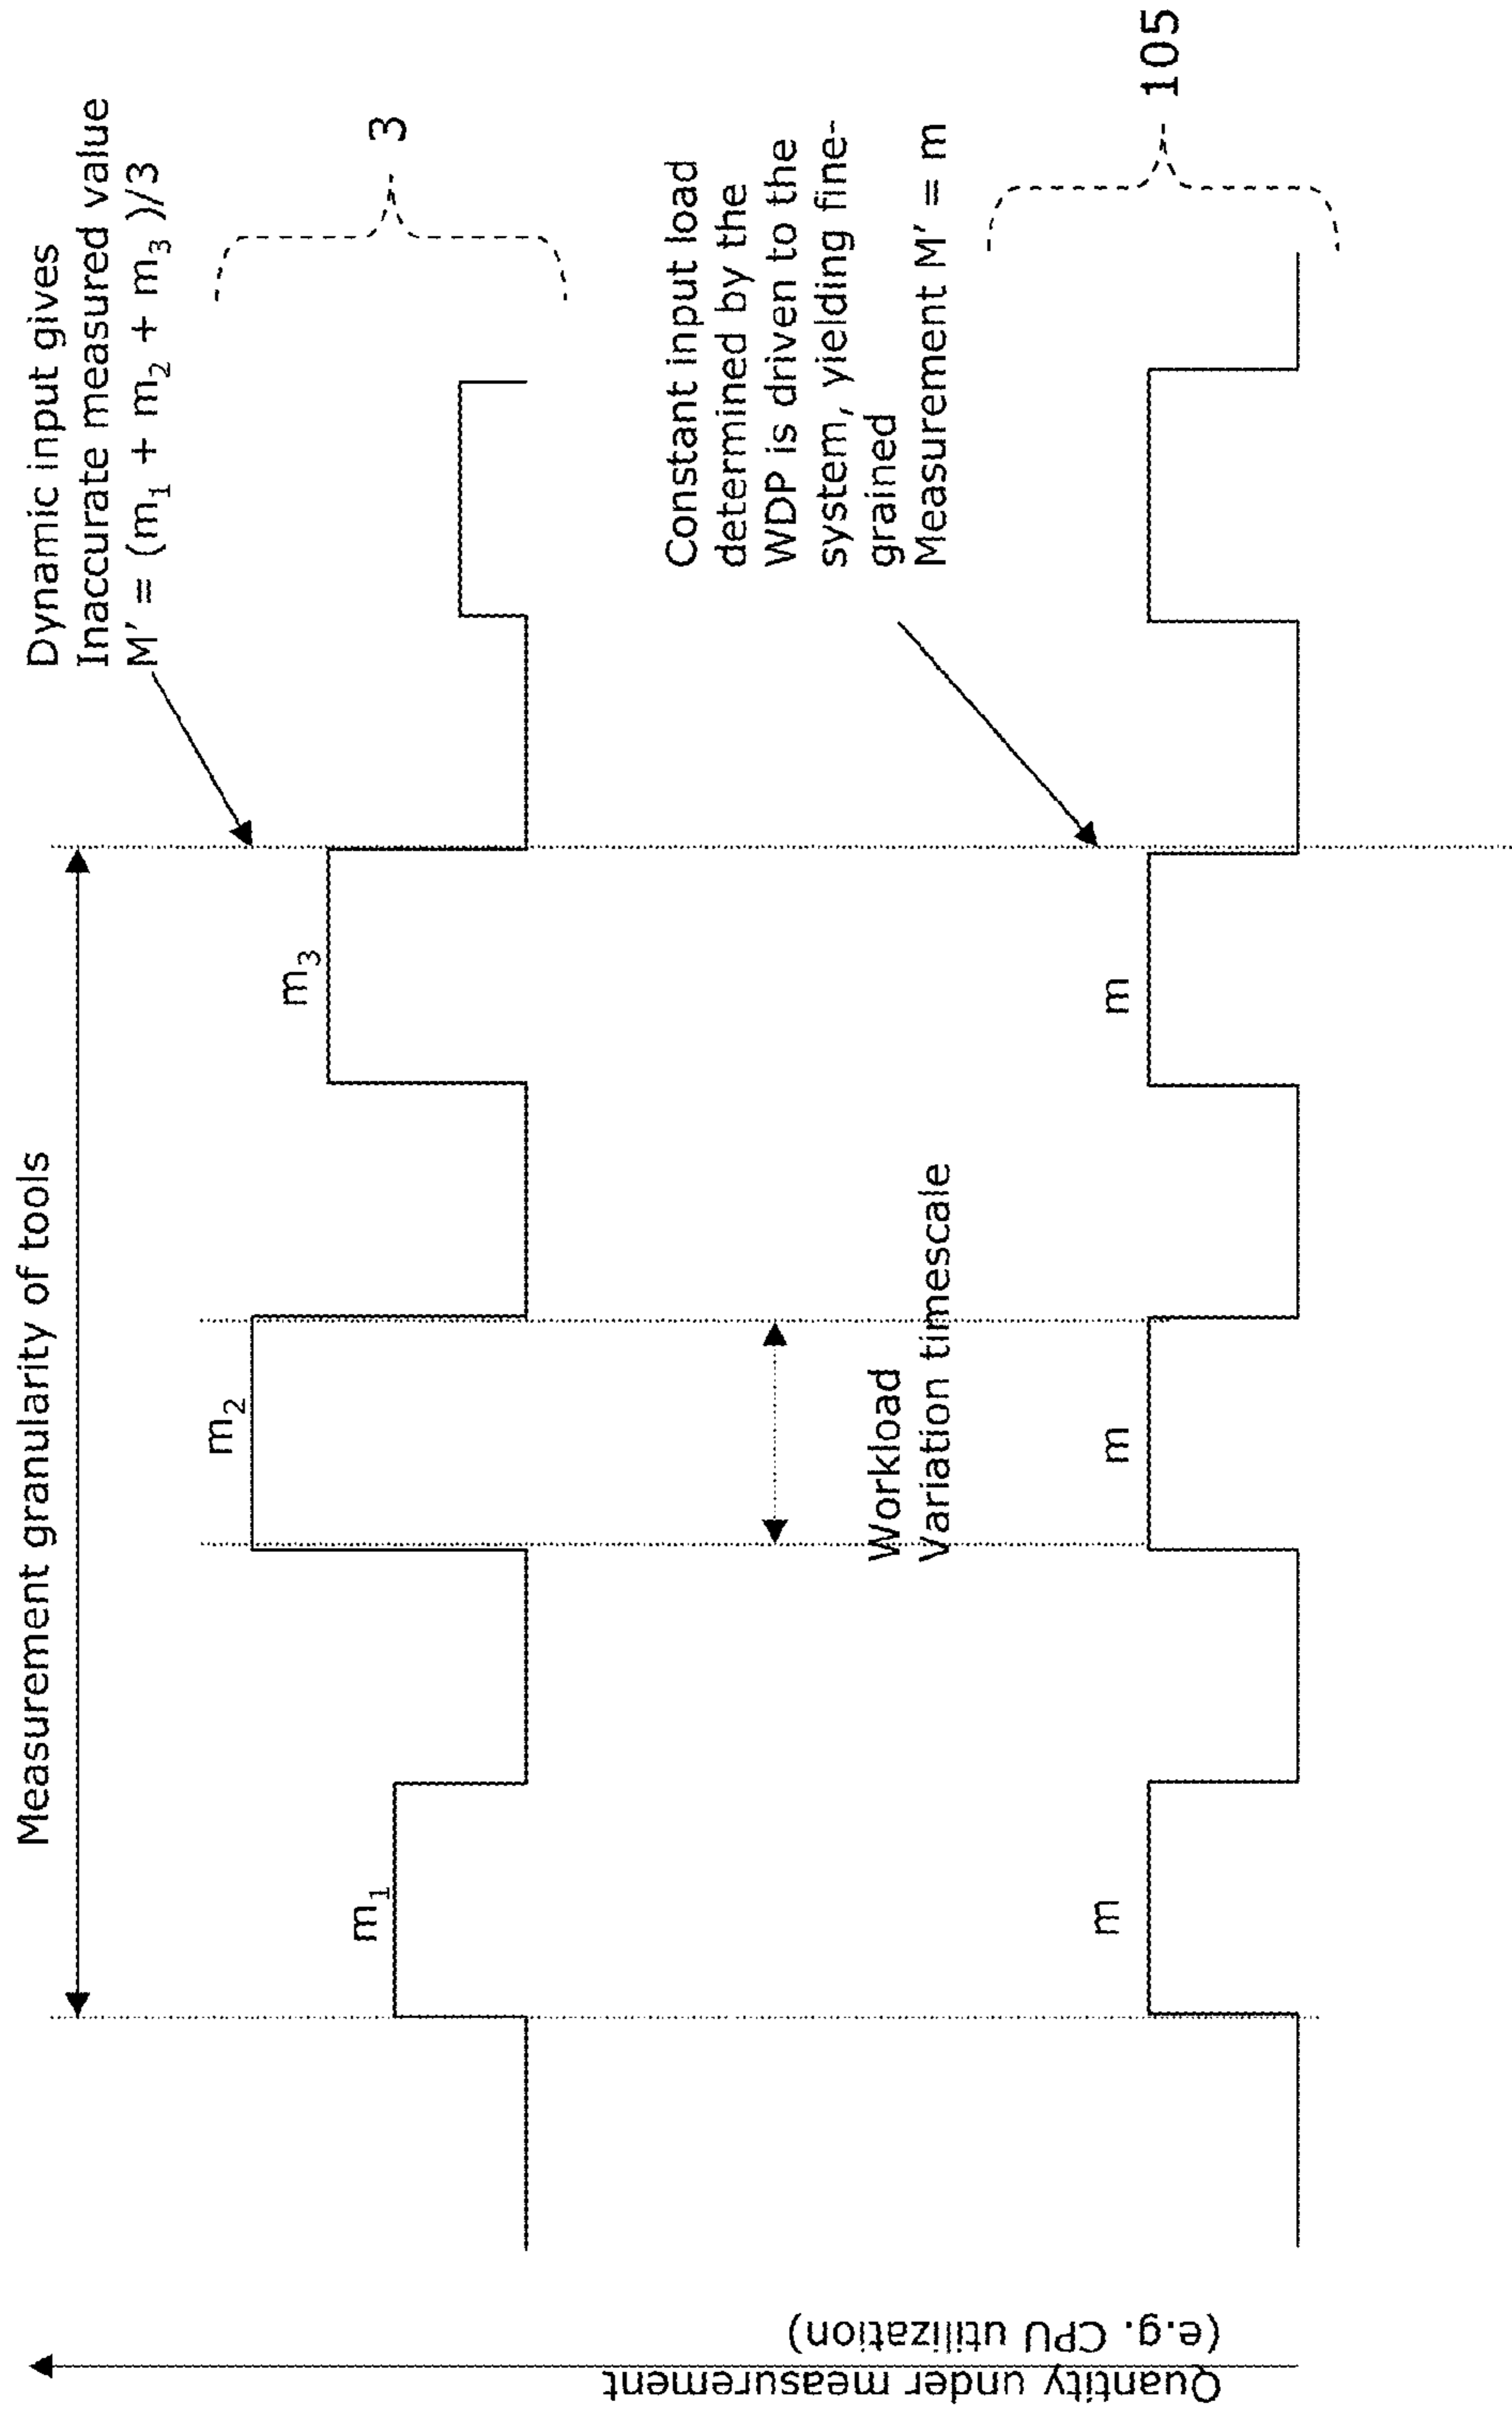 Measurement granularity of tools
Dynamic input gives
Inaccurate measured value
M' = (m₁ + m₂ + m₃ )/3
m₁
m₂
m₃
3
Workload
Variation timescale
Constant input load
determined by the
WDP is driven to the
system, yielding fine-
grained
Measurement M' = m
m
m
m
105
Quantity under measurement
(e.g. CPU utilization)